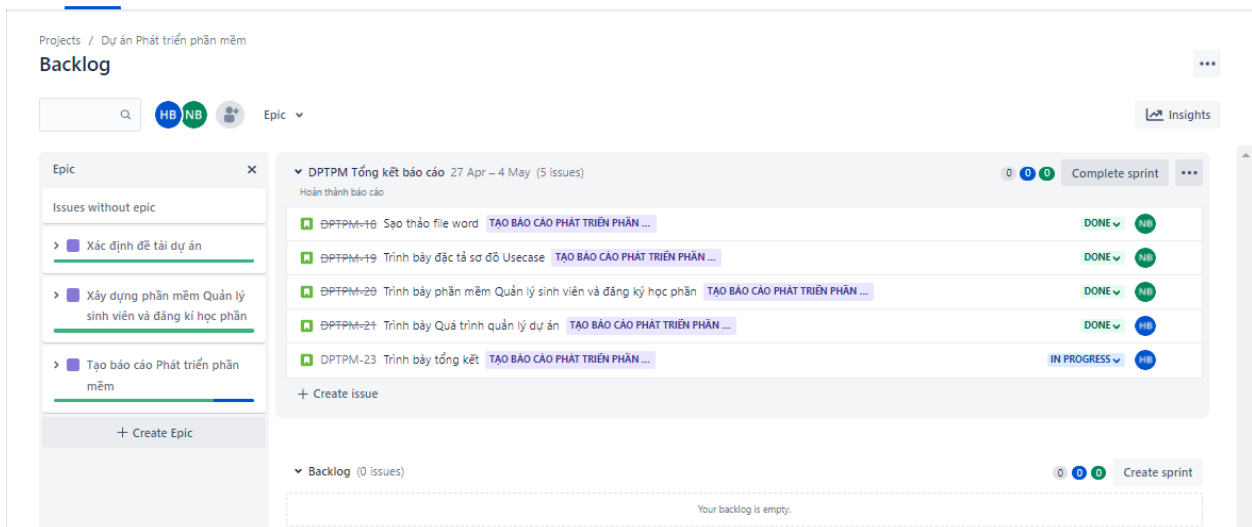 Projects / Dự án Phát triển phần mềm
Backlog
HB NB Epic
Insights
Epic
Issues without epic
Xác định đề tài dự án
Xây dựng phần mềm Quản lý
sinh viên và đăng kí học phần
Tạo báo cáo Phát triển phần
mềm
+ Create Epic
DPTPM Tổng kết báo cáo 27 Apr – 4 May (5 issues) 0 0 0 Complete sprint
Hoàn thành báo cáo
DPTPM-18 Sạo thảo file word TẠO BÁO CÁO PHÁT TRIỂN PHẦN ... DONE NB
DPTPM-19 Trình bày đặc tả sơ đồ Usecase TẠO BÁO CÁO PHÁT TRIỂN PHẦN ... DONE NB
DPTPM-20 Trình bày phần mềm Quản lý sinh viên và đăng ký học phần TẠO BÁO CÁO PHÁT TRIỂN PHẦN ... DONE NB
DPTPM-21 Trình bày Quá trình quản lý dự án TẠO BÁO CÁO PHÁT TRIỂN PHẦN ... DONE HB
DPTPM-23 Trình bày tổng kết TẠO BÁO CÁO PHÁT TRIỂN PHẦN ... IN PROGRESS HB
+ Create issue
Backlog (0 issues) 0 0 0 Create sprint
Your backlog is empty.